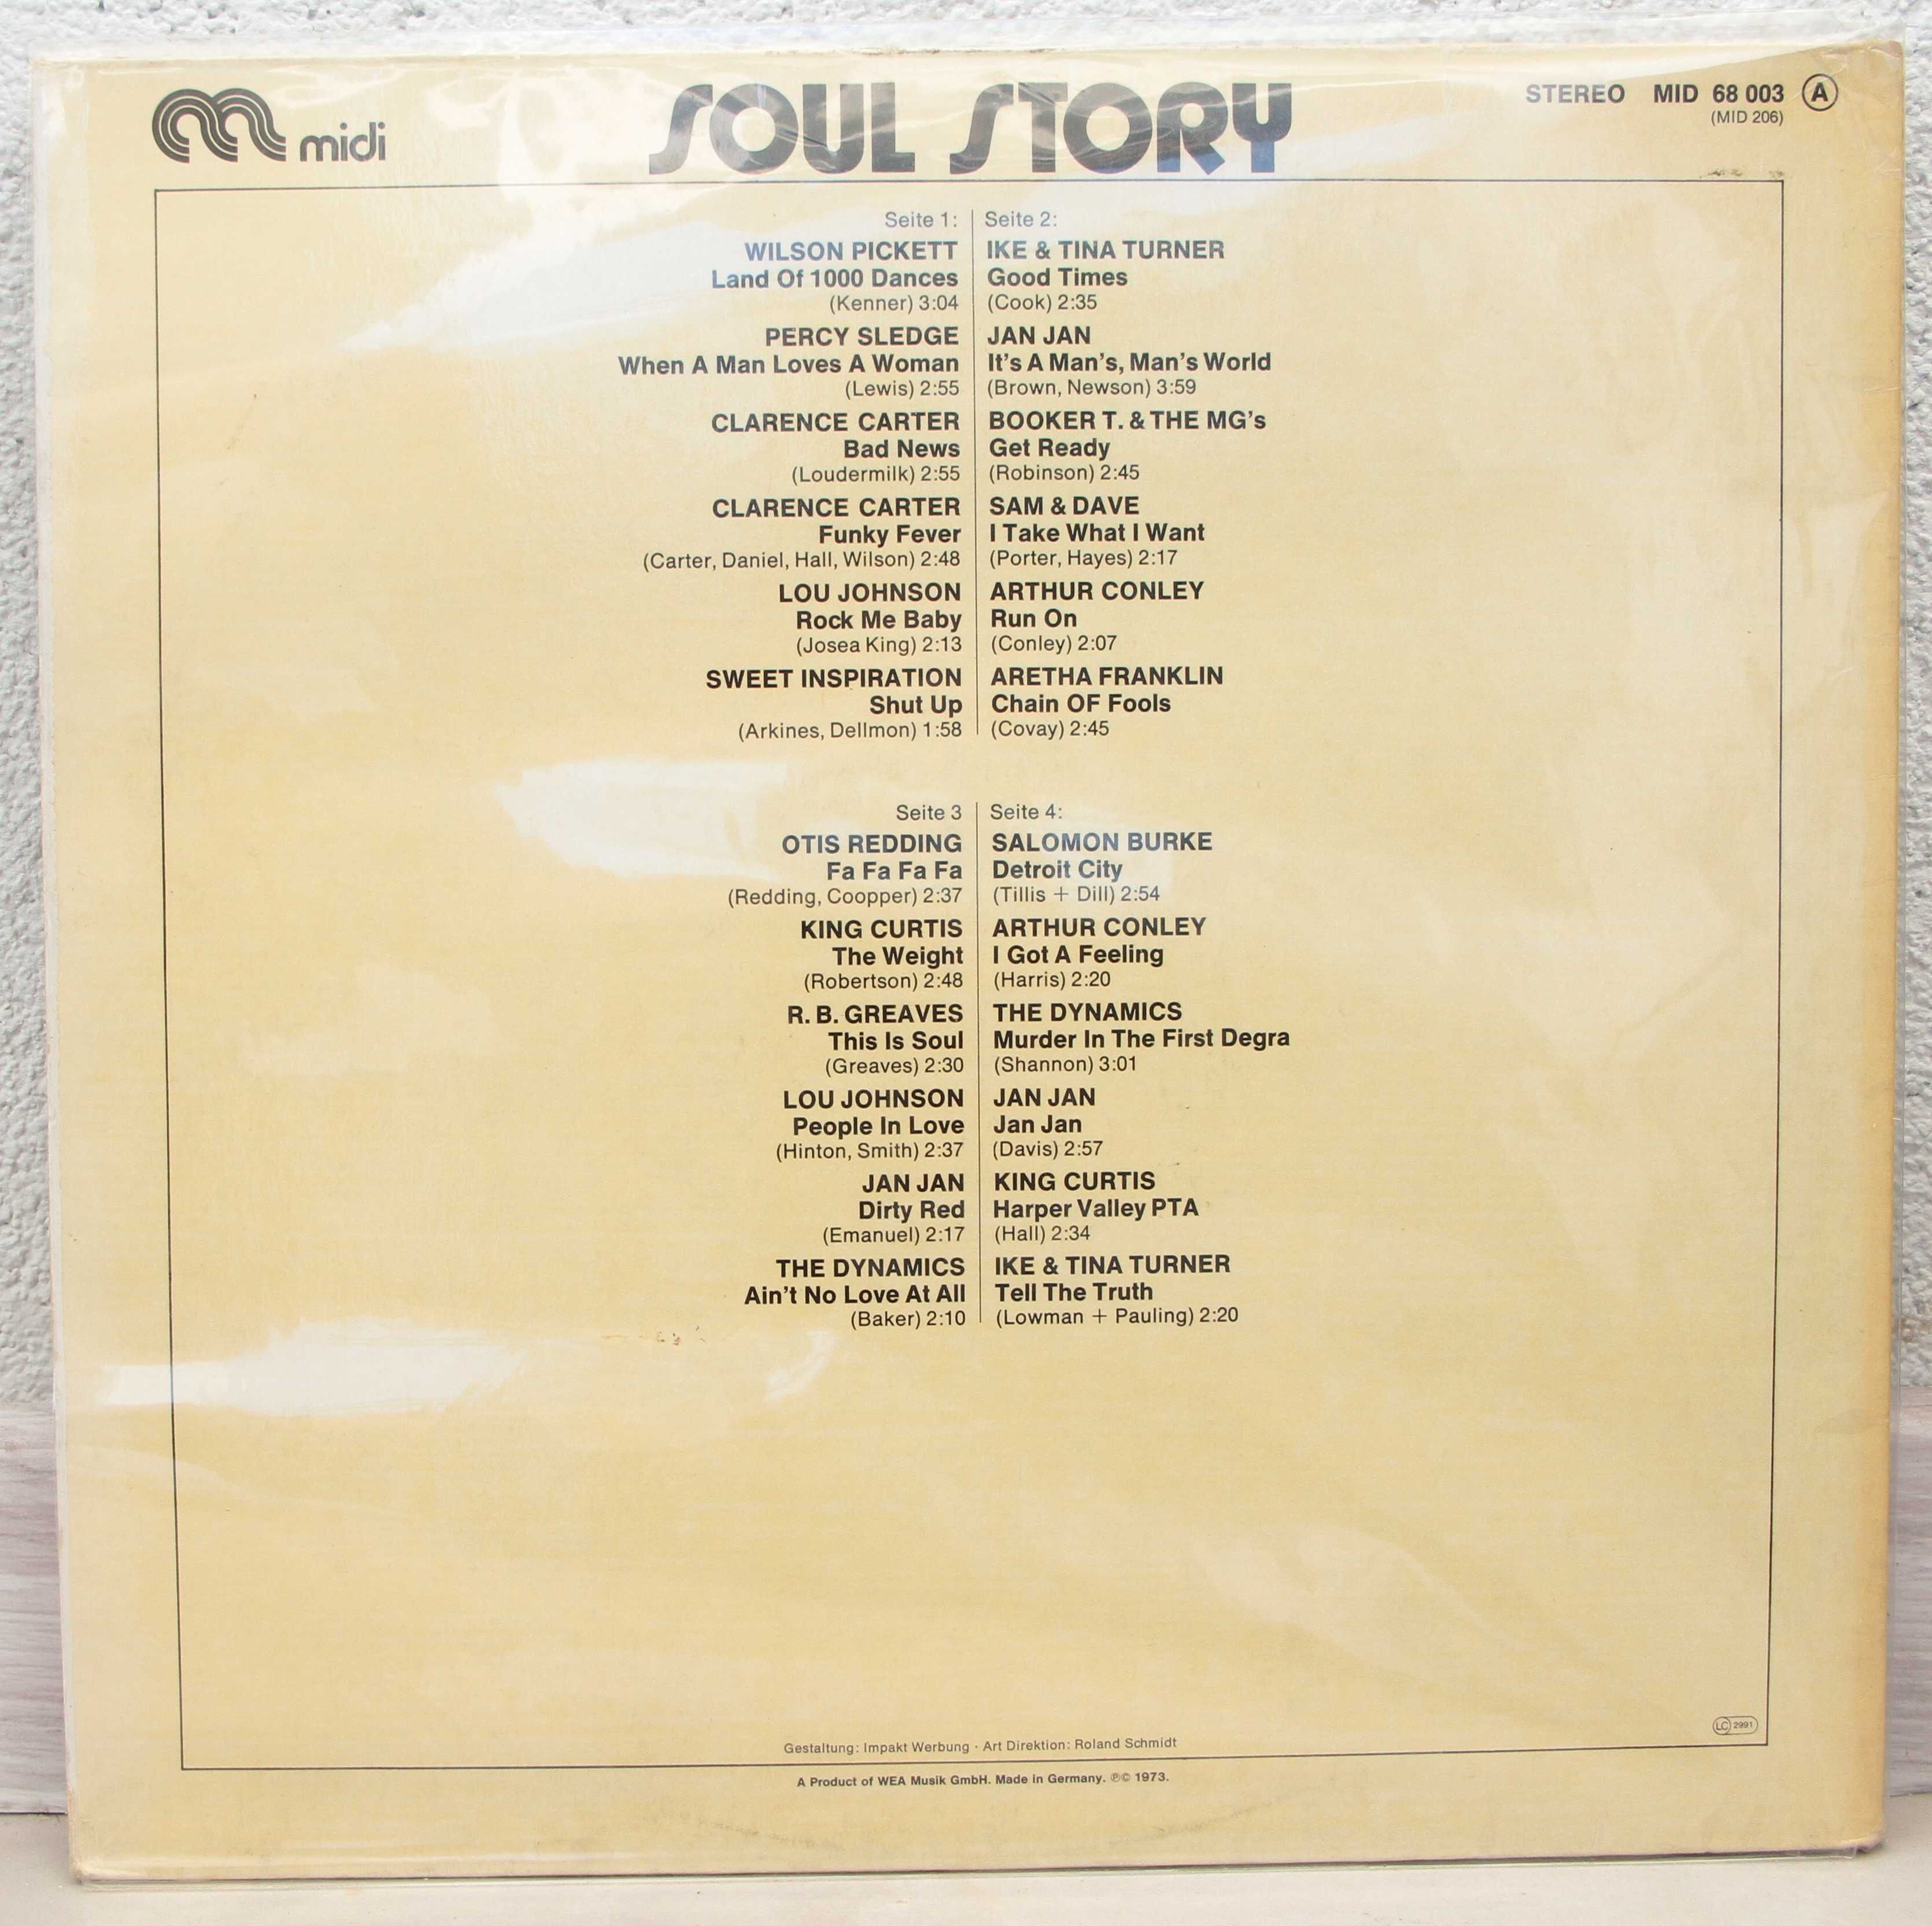 midi
SOUL STORY
STEREO MID 68 003 A
(MID 206)
Seite 1:
WILSON PICKETT
Land Of 1000 Dances
(Kenner) 3:04
PERCY SLEDGE
When A Man Loves A Woman
(Lewis) 2:55
CLARENCE CARTER
Bad News
(Loudermilk) 2:55
CLARENCE CARTER
Funky Fever
(Carter, Daniel, Hall, Wilson) 2:48
LOU JOHNSON
Rock Me Baby
(Josea King) 2:13
SWEET INSPIRATION
Shut Up
(Arkines, Dellmon) 1:58
Seite 2:
IKE & TINA TURNER
Good Times
(Cook) 2:35
JAN JAN
It's A Man's, Man's World
(Brown, Newson) 3:59
BOOKER T. & THE MG's
Get Ready
(Robinson) 2:45
SAM & DAVE
I Take What I Want
(Porter, Hayes) 2:17
ARTHUR CONLEY
Run On
(Conley) 2:07
ARETHA FRANKLIN
Chain OF Fools
(Covay) 2:45
Seite 3
OTIS REDDING
Fa Fa Fa Fa
(Redding, Coopper) 2:37
KING CURTIS
The Weight
(Robertson) 2:48
R. B. GREAVES
This Is Soul
(Greaves) 2:30
LOU JOHNSON
People In Love
(Hinton, Smith) 2:37
JAN JAN
Dirty Red
(Emanuel) 2:17
THE DYNAMICS
Ain't No Love At All
(Baker) 2:10
Seite 4:
SALOMON BURKE
Detroit City
(Tillis + Dill) 2:54
ARTHUR CONLEY
I Got A Feeling
(Harris) 2:20
THE DYNAMICS
Murder In The First Degra
(Shannon) 3:01
JAN JAN
Jan Jan
(Davis) 2:57
KING CURTIS
Harper Valley PTA
(Hall) 2:34
IKE & TINA TURNER
Tell The Truth
(Lowman + Pauling) 2:20
LC 2991
Gestaltung: Impakt Werbung · Art Direktion: Roland Schmidt
A Product of WEA Musik GmbH. Made in Germany. ℗© 1973.